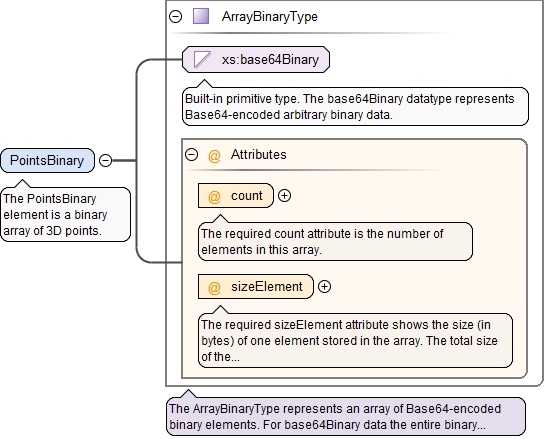 ArrayBinaryType
xs:base64Binary
Built-in primitive type. The base64Binary datatype represents
Base64-encoded arbitrary binary data.
PointsBinary
The PointsBinary
element is a binary
array of 3D points.
@ Attributes
@ count
The required count attribute is the number of
elements in this array.
@ sizeElement
The required sizeElement attribute shows the size (in
bytes) of one element stored in the array. The total size
of the...
The ArrayBinaryType represents an array of Base64-encoded
binary elements. For base64Binary data the entire binary...